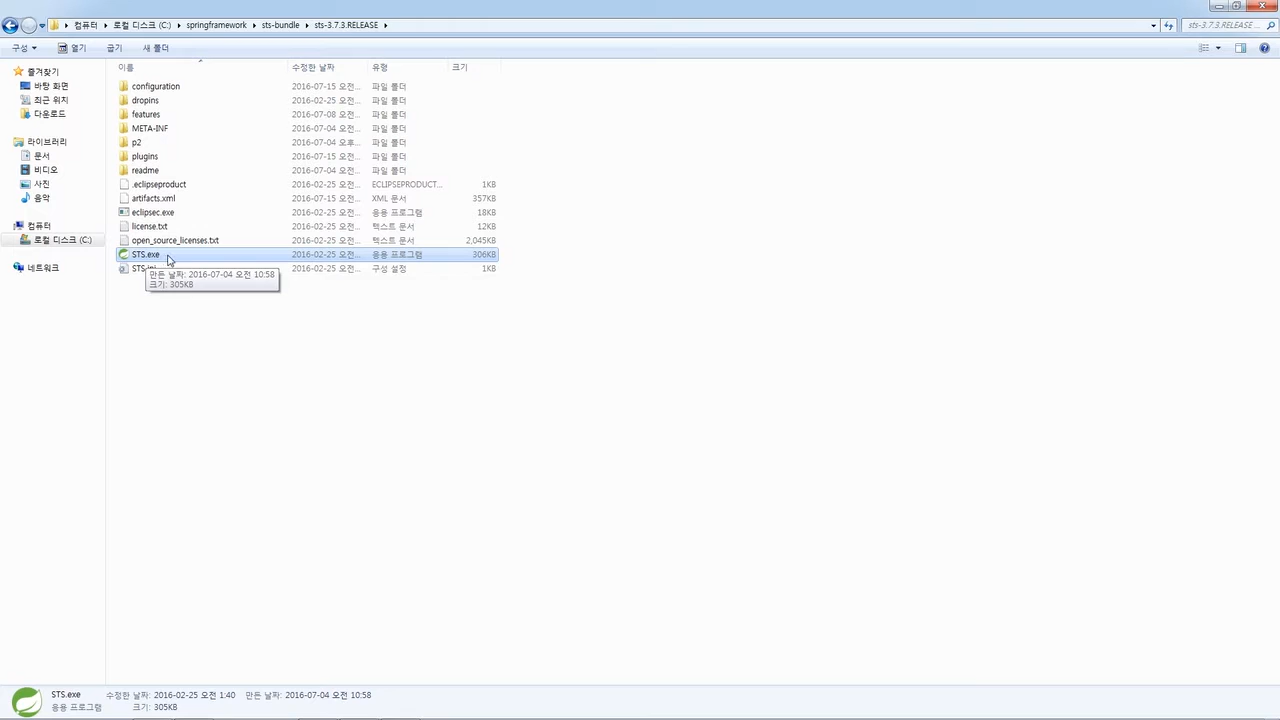 컴퓨터 ▸ 로컬 디스크 (C:) ▸ springframework ▸ sts-bundle ▸ sts-3.7.3.RELEASE ▸
sts-3.7.3.RELEASE ...
구성 열기 굽기 새 폴더
이름 수정한 날짜 유형 크기
즐겨찾기
바탕 화면
최근 위치
다운로드
라이브러리
문서
비디오
사진
음악
컴퓨터
로컬 디스크 (C:)
네트워크
configuration 2016-07-15 오전... 파일 폴더
dropins 2016-02-25 오전... 파일 폴더
features 2016-07-08 오전... 파일 폴더
META-INF 2016-07-04 오전... 파일 폴더
p2 2016-07-04 오후... 파일 폴더
plugins 2016-07-15 오전... 파일 폴더
readme 2016-07-04 오전... 파일 폴더
.eclipseproduct 2016-02-25 오전... ECLIPSEPRODUCT... 1KB
artifacts.xml 2016-07-15 오전... XML 문서 357KB
eclipsec.exe 2016-02-25 오전... 응용 프로그램 18KB
license.txt 2016-02-25 오전... 텍스트 문서 12KB
open_source_licenses.txt 2016-02-25 오전... 텍스트 문서 2,045KB
STS.exe 2016-02-25 오전... 응용 프로그램 306KB
2016-02-25 오전... 구성 설정 1KB
만든 날짜: 2016-07-04 오전 10:58
크기: 305KB
STS.exe 수정한 날짜: 2016-02-25 오전 1:40 만든 날짜: 2016-07-04 오전 10:58
응용 프로그램 크기: 305KB